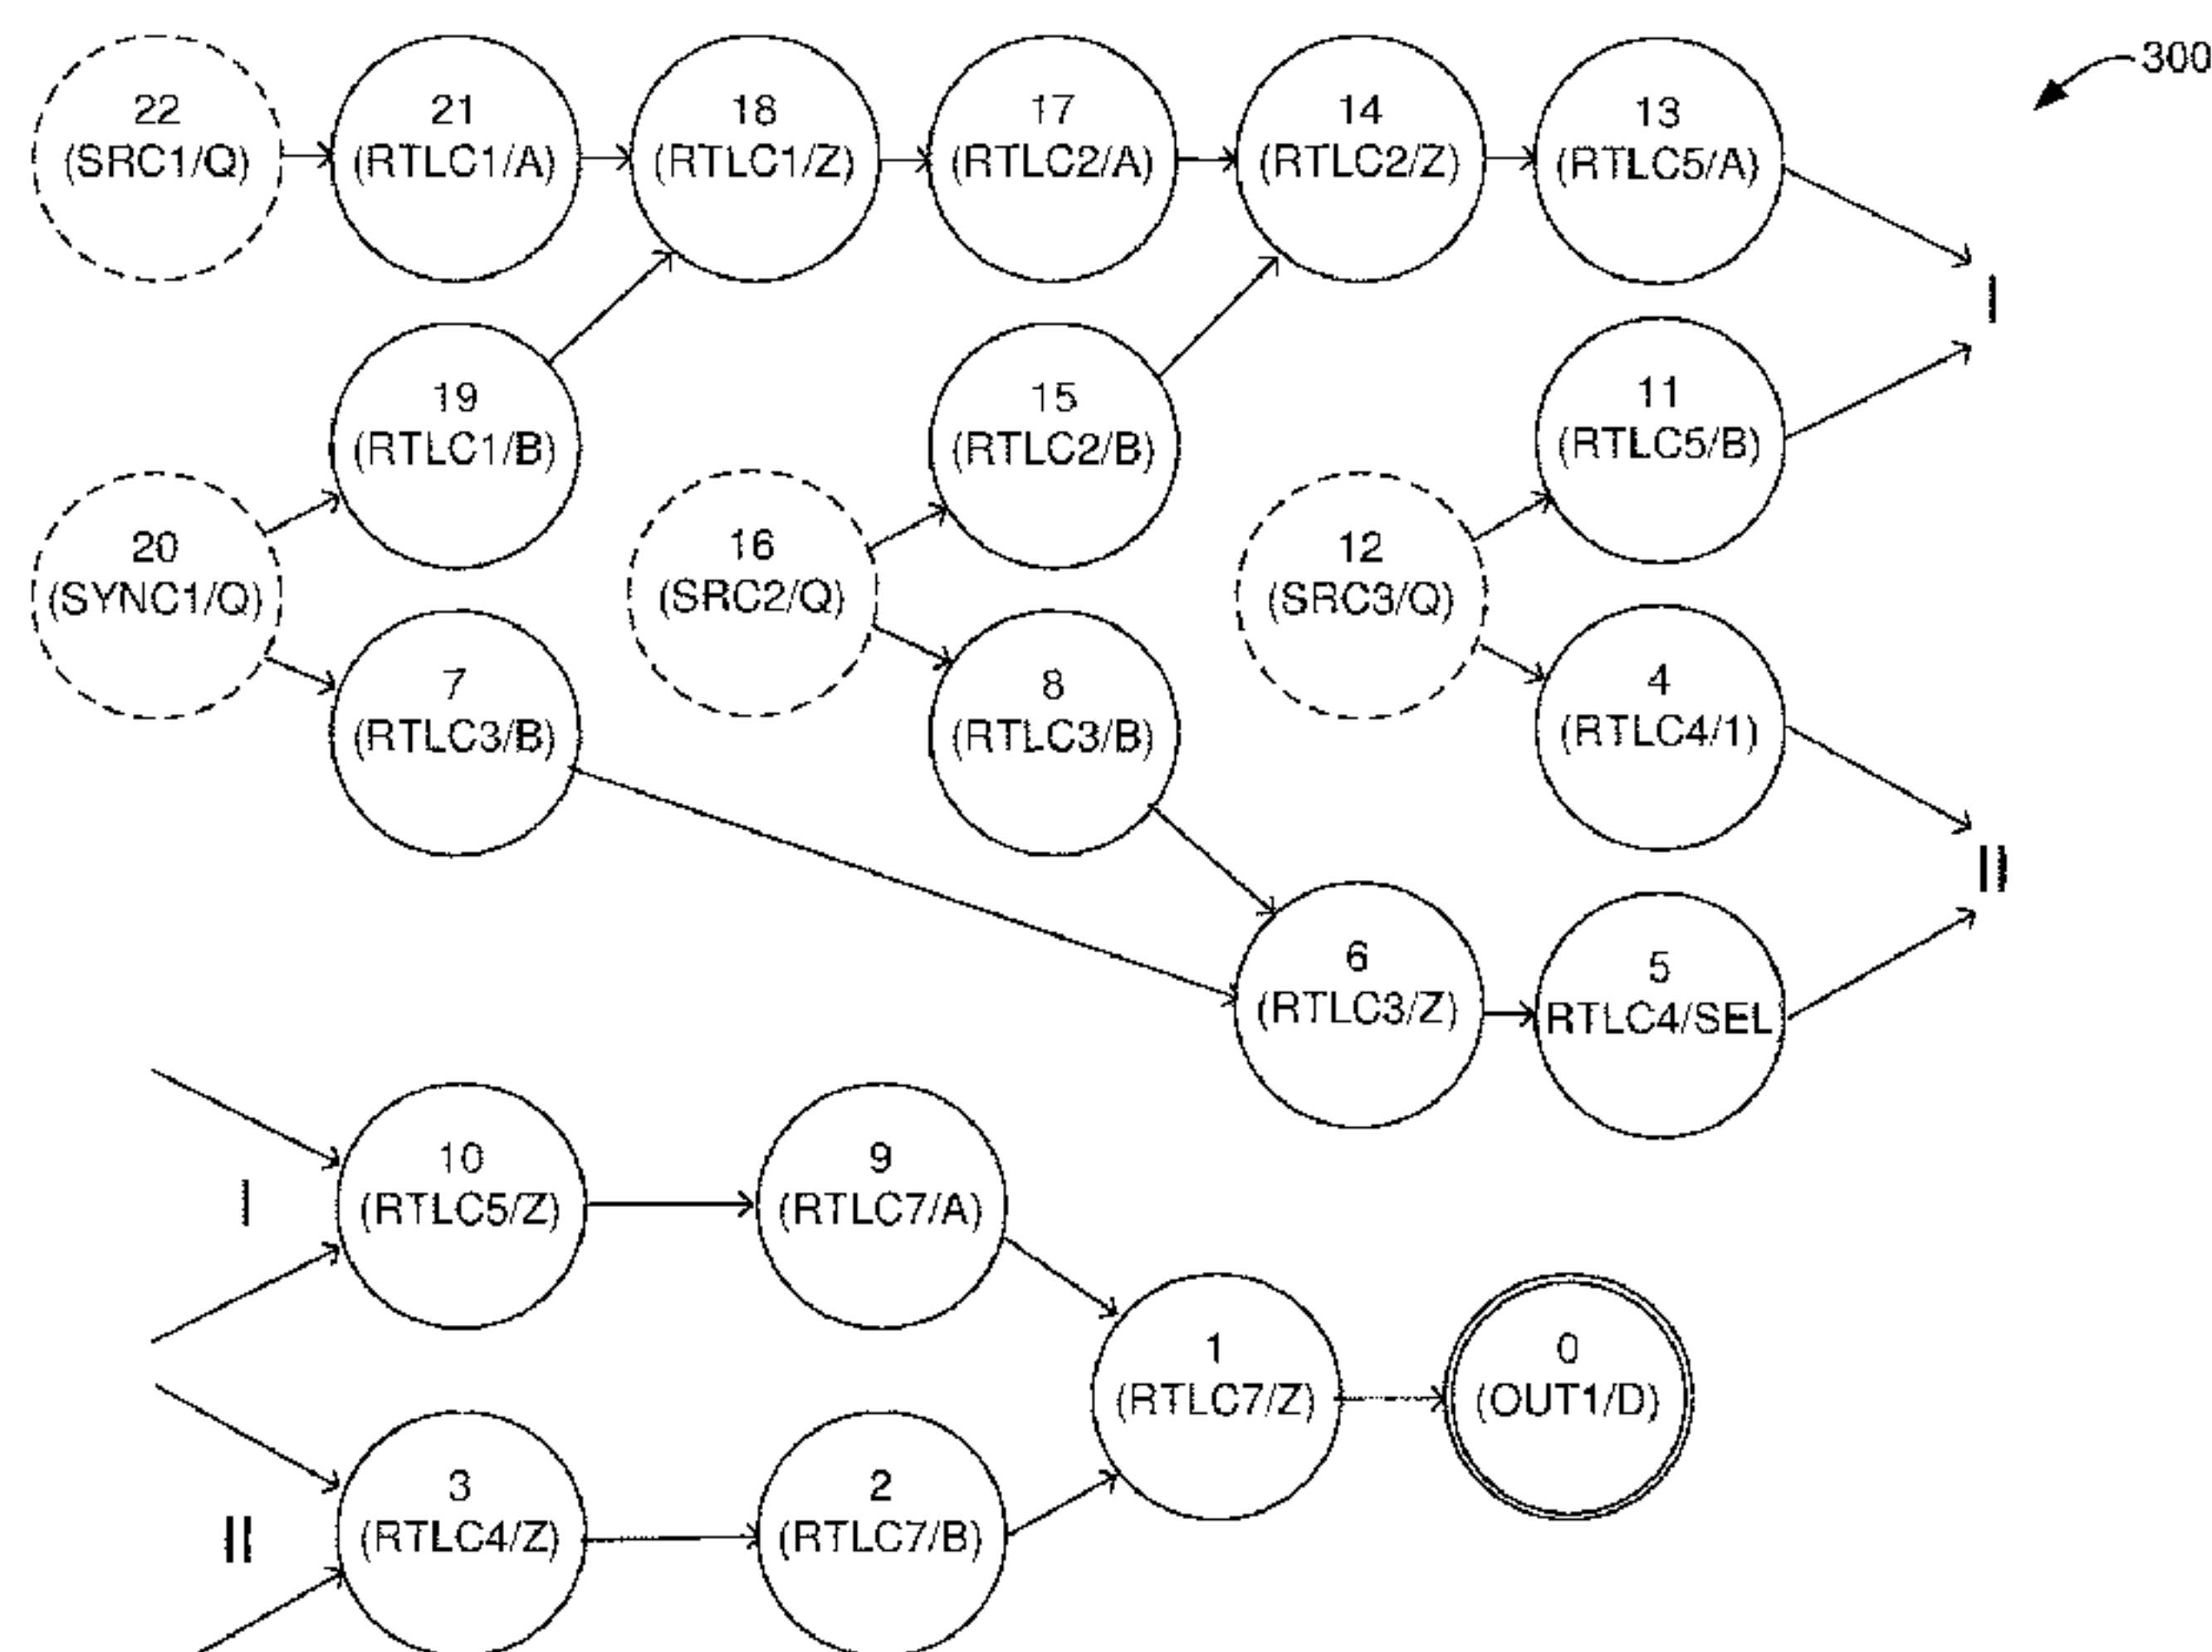 300
22
(SRC1/Q)
21
(RTLC1/A)
18
(RTLC1/Z)
17
(RTLC2/A)
14
(RTLC2/Z)
13
(RTLC5/A)
I
19
(RTLC1/B)
15
(RTLC2/B)
11
(RTLC5/B)
20
(SYNC1/Q)
16
(SRC2/Q)
12
(SRC3/Q)
7
(RTLC3/B)
8
(RTLC3/B)
4
(RTLC4/1)
II
6
(RTLC3/Z)
5
RTLC4/SEL
I
10
(RTLC5/Z)
9
(RTLC7/A)
1
(RTLC7/Z)
0
(OUT1/D)
II
3
(RTLC4/Z)
2
(RTLC7/B)